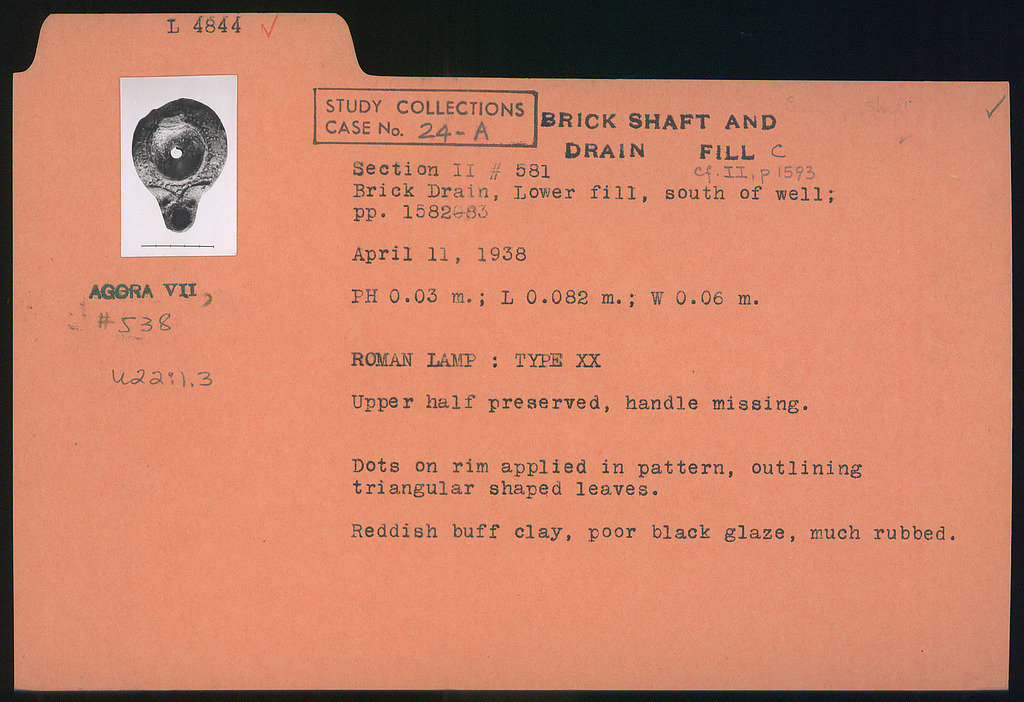 L 4844 ✓
STUDY COLLECTIONS
CASE No. 24-A
BRICK SHAFT AND
DRAIN FILL C
Section II # 581
cf. II, p 1593
Brick Drain, Lower fill, south of well;
pp. 1582-83
April 11, 1938
PH 0.03 m.; L 0.082 m.; W 0.06 m.
AGORA VII,
#538
U22:1.3
ROMAN LAMP : TYPE XX
Upper half preserved, handle missing.
Dots on rim applied in pattern, outlining
triangular shaped leaves.
Reddish buff clay, poor black glaze, much rubbed.